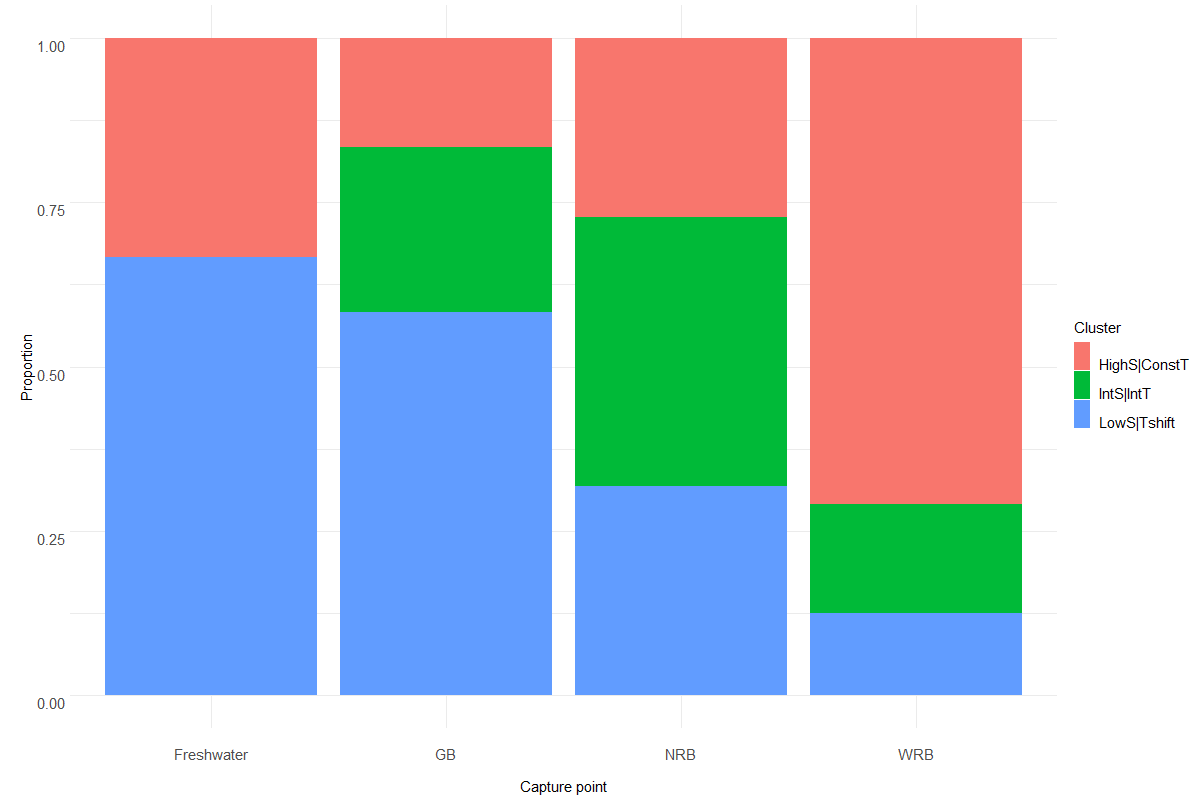 1.00
0.75
0.50
0.25
0.00
Proportion
Freshwater GB NRB WRB
Capture point
Cluster
HighS|ConstT
IntS|IntT
LowS|Tshift